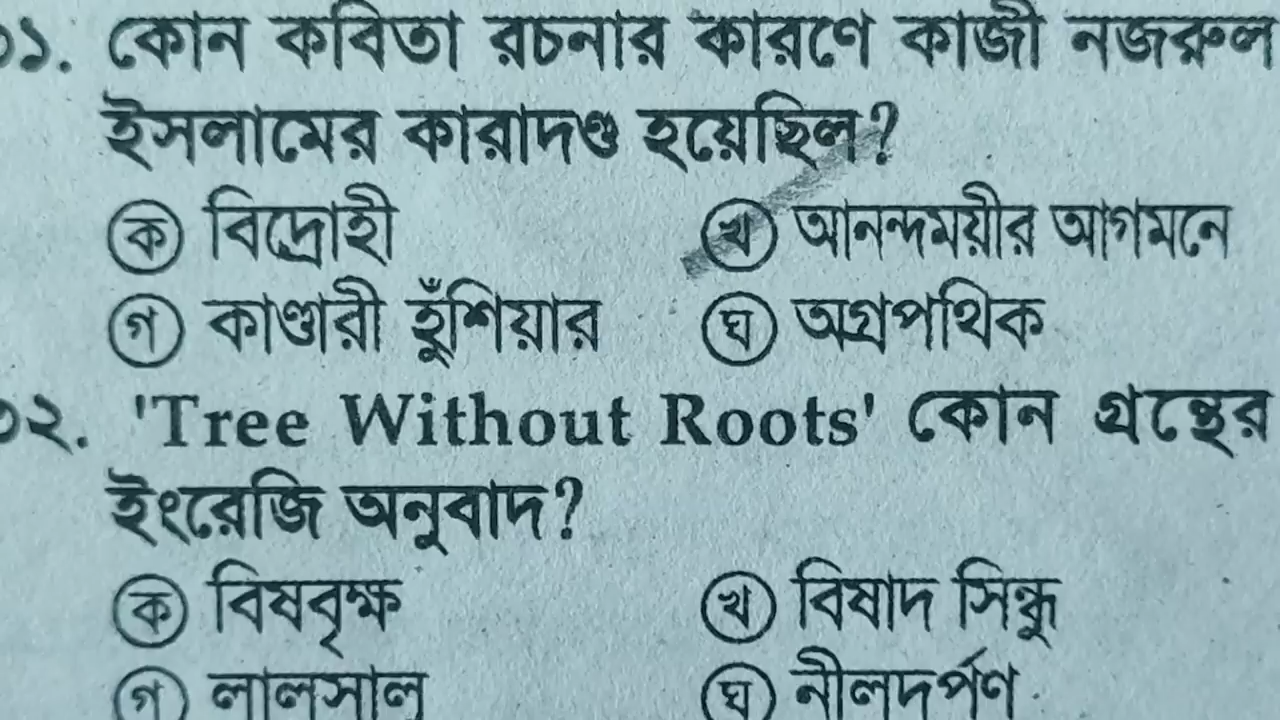 ০১. কোন কবিতা রচনার কারণে কাজী নজরুল
ইসলামের কারাদণ্ড হয়েছিল?
ক বিদ্রোহী খ আনন্দময়ীর আগমনে
গ কাণ্ডারী হুঁশিয়ার ঘ অগ্রপথিক
০২. 'Tree Without Roots' কোন গ্রন্থের
ইংরেজি অনুবাদ?
ক বিষবৃক্ষ খ বিষাদ সিন্ধু
গ লালসালু ঘ নীলদর্পণ